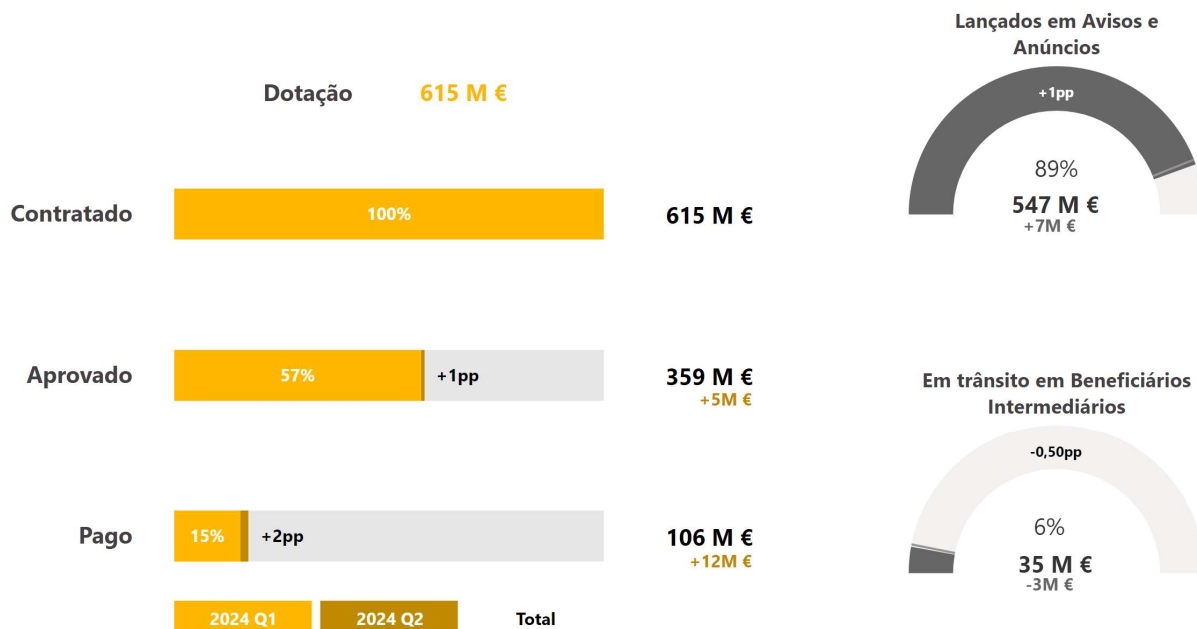 Dotação 615 M €
Contratado 100% 615 M €
Aprovado 57% +1pp 359 M €
+5M €
Pago 15% +2pp 106 M €
+12M €
2024 Q1 2024 Q2 Total
Lançados em Avisos e
Anúncios
+1pp
89%
547 M €
+7M €
Em trânsito em Beneficiários
Intermediários
-0,50pp
6%
35 M €
-3M €